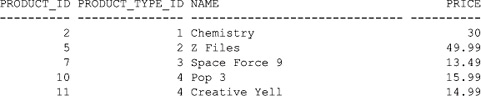 PRODUCT_ID PRODUCT_TYPE_ID NAME PRICE
---------- --------------- ------------------------------ ----------
2 1 Chemistry 30
5 2 Z Files 49.99
7 3 Space Force 9 13.49
10 4 Pop 3 15.99
11 4 Creative Yell 14.99